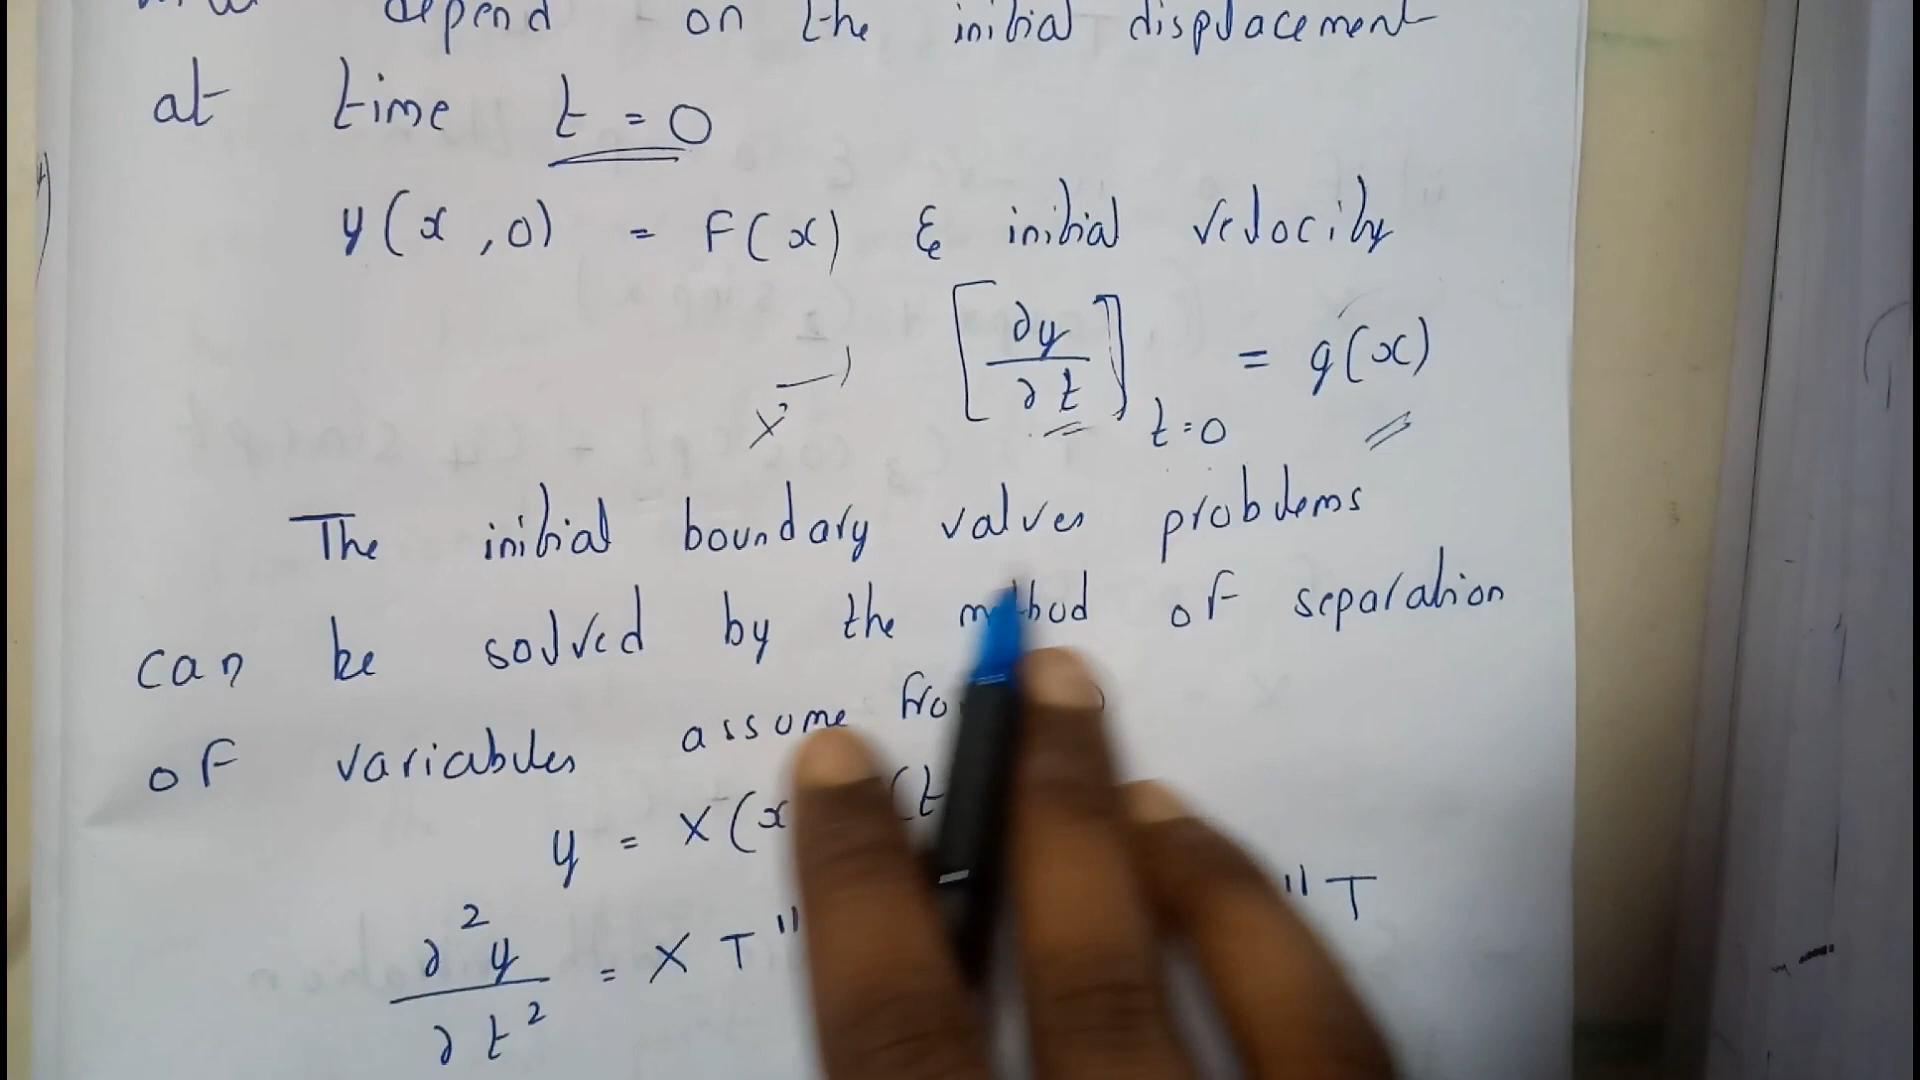 depend on the initial displacement
at time t = 0
y(x,0) = F(x) & initial velocity
[∂y/∂t] t=0 = g(x)
The initial boundary valves problems
can be solved by the method of separation
of variables assume
y = X(x (t
∂²y/∂t² = X T" "T